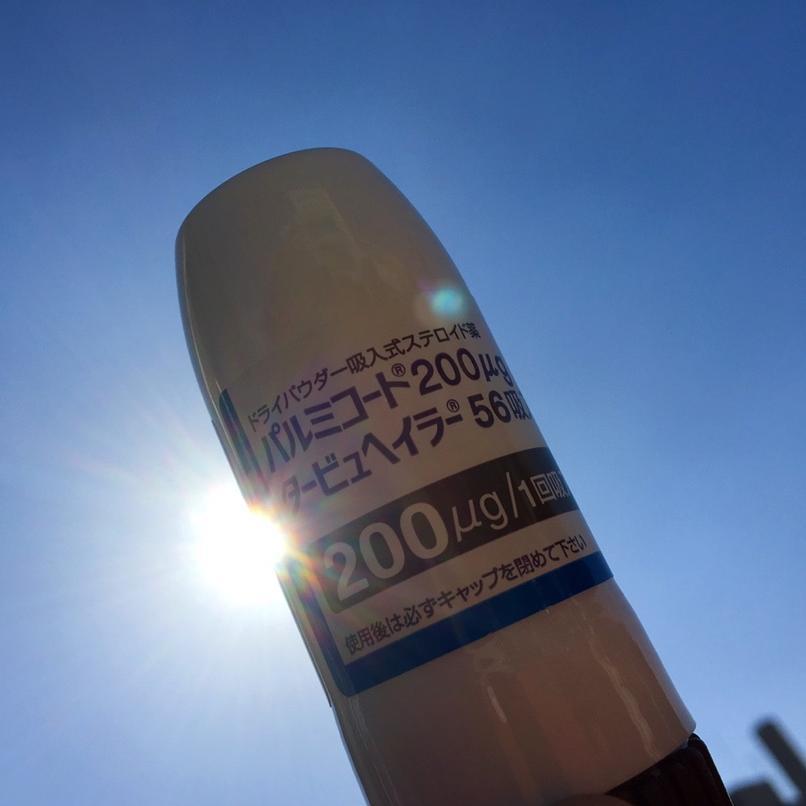 ドライパウダー吸入式ステロイド薬
パルミコート®200μg
タービュヘイラー®56吸
200μg/1回吸
使用後は必ずキャップを閉めて下さい